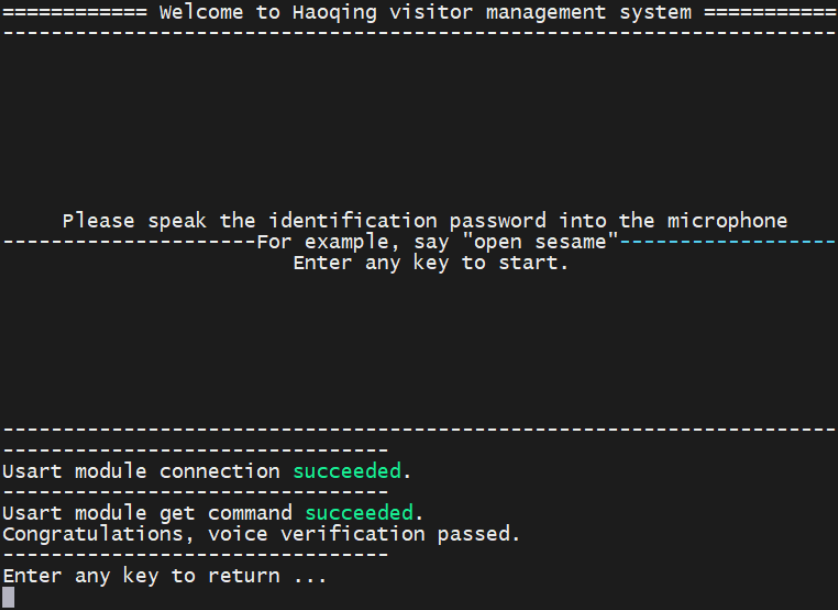 ============ Welcome to Haoqing visitor management system ===========
---------------------------------------------------------------------
Please speak the identification password into the microphone
---------------------For example, say "open sesame"------------------
Enter any key to start.
---------------------------------------------------------------------
--------------------------------
Usart module connection succeeded.
--------------------------------
Usart module get command succeeded.
Congratulations, voice verification passed.
--------------------------------
Enter any key to return ...